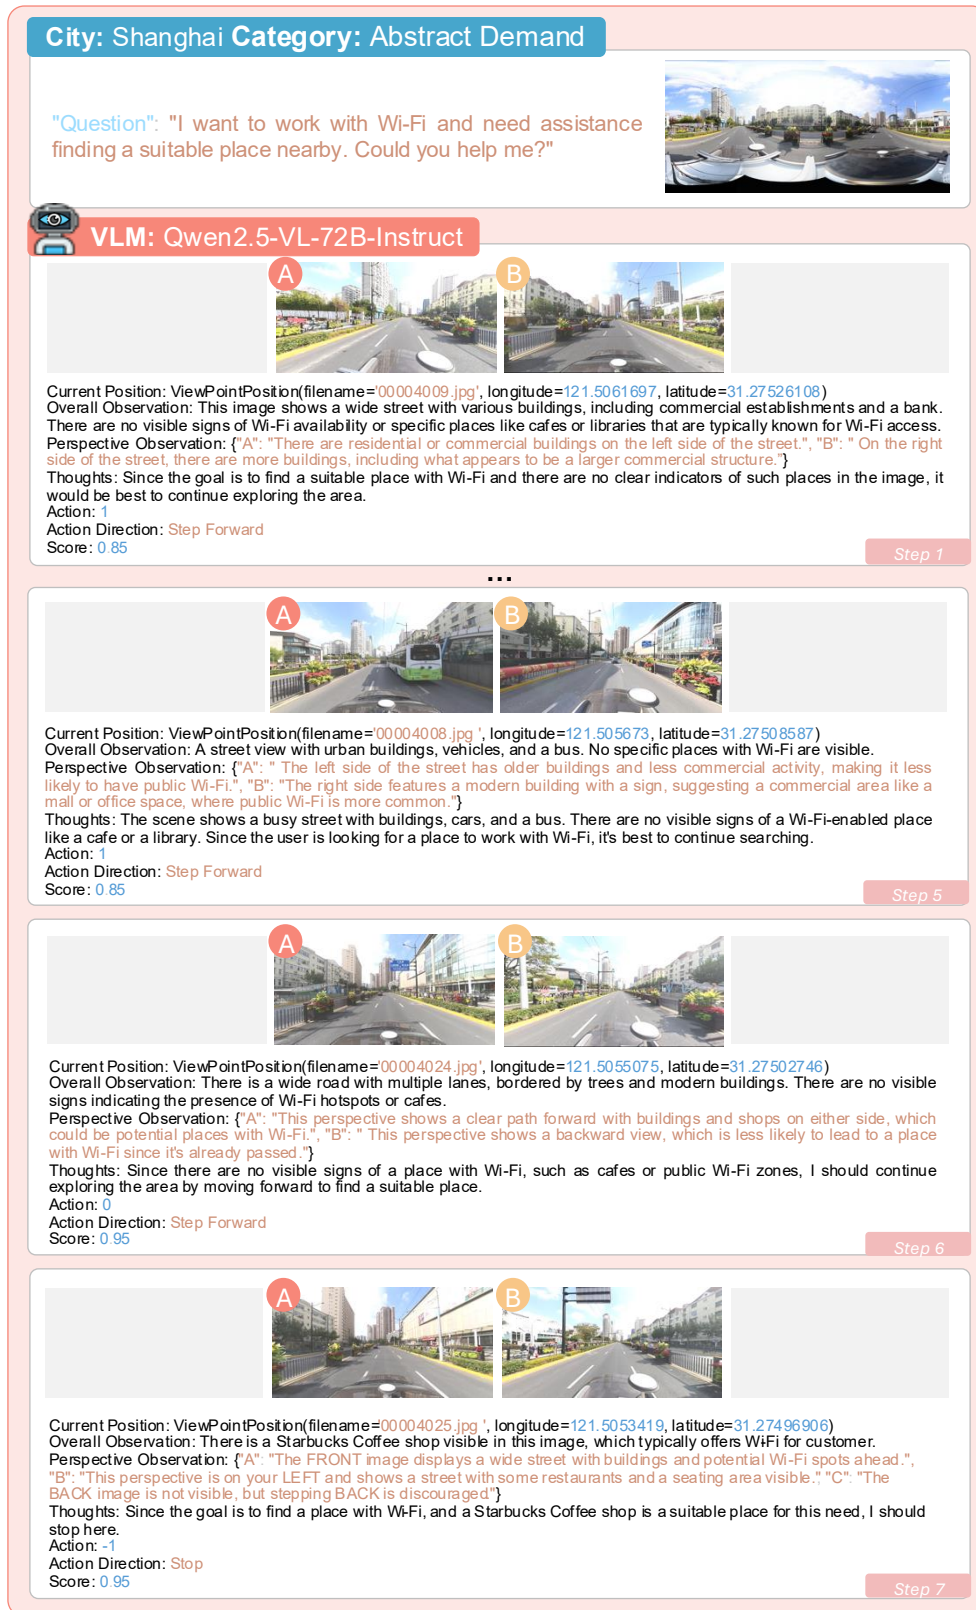 City: Shanghai Category: Abstract Demand
"Question": "I want to work with Wi-Fi and need assistance
finding a suitable place nearby. Could you help me?"
VLM: Qwen2.5-VL-72B-Instruct
A
B
Current Position: ViewPointPosition(filename='00004009.jpg', longitude=121.5061697, latitude=31.27526108)
Overall Observation: This image shows a wide street with various buildings, including commercial establishments and a bank.
There are no visible signs of Wi-Fi availability or specific places like cafes or libraries that are typically known for Wi-Fi access.
Perspective Observation: {"A": "There are residential or commercial buildings on the left side of the street.", "B": " On the right
side of the street, there are more buildings, including what appears to be a larger commercial structure."}
Thoughts: Since the goal is to find a suitable place with Wi-Fi and there are no clear indicators of such places in the image, it
would be best to continue exploring the area.
Action: 1
Action Direction: Step Forward
Score: 0.85
Step 1
...
A
B
Current Position: ViewPointPosition(filename='00004008.jpg ', longitude=121.505673, latitude=31.27508587)
Overall Observation: A street view with urban buildings, vehicles, and a bus. No specific places with Wi-Fi are visible.
Perspective Observation: {"A": " The left side of the street has older buildings and less commercial activity, making it less
likely to have public Wi-Fi.", "B": "The right side features a modern building with a sign, suggesting a commercial area like a
mall or office space, where public Wi-Fi is more common."}
Thoughts: The scene shows a busy street with buildings, cars, and a bus. There are no visible signs of a Wi-Fi-enabled place
like a cafe or a library. Since the user is looking for a place to work with Wi-Fi, it's best to continue searching.
Action: 1
Action Direction: Step Forward
Score: 0.85
Step 5
A
B
Current Position: ViewPointPosition(filename='00004024.jpg', longitude=121.5055075, latitude=31.27502746)
Overall Observation: There is a wide road with multiple lanes, bordered by trees and modern buildings. There are no visible
signs indicating the presence of Wi-Fi hotspots or cafes.
Perspective Observation: {"A": "This perspective shows a clear path forward with buildings and shops on either side, which
could be potential places with Wi-Fi.", "B": " This perspective shows a backward view, which is less likely to lead to a place
with Wi-Fi since it's already passed."}
Thoughts: Since there are no visible signs of a place with Wi-Fi, such as cafes or public Wi-Fi zones, I should continue
exploring the area by moving forward to find a suitable place.
Action: 0
Action Direction: Step Forward
Score: 0.95
Step 6
A
B
Current Position: ViewPointPosition(filename='00004025.jpg ', longitude=121.5053419, latitude=31.27496906)
Overall Observation: There is a Starbucks Coffee shop visible in this image, which typically offers Wi-Fi for customer.
Perspective Observation: {"A": "The FRONT image displays a wide street with buildings and potential Wi-Fi spots ahead.",
"B": "This perspective is on your LEFT and shows a street with some restaurants and a seating area visible." "C": "The
BACK image is not visible, but stepping BACK is discouraged"}
Thoughts: Since the goal is to find a place with Wi-Fi, and a Starbucks Coffee shop is a suitable place for this need, I should
stop here.
Action: -1
Action Direction: Stop
Score: 0.95
Step 7